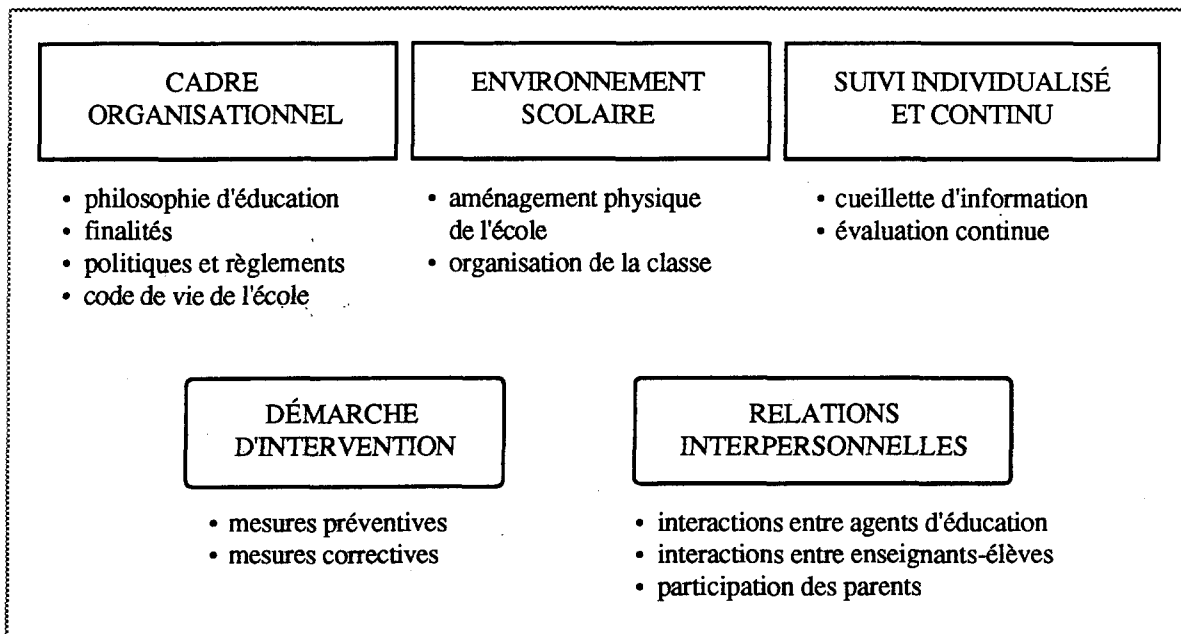 CADRE
ORGANISATIONNEL
• philosophie d'éducation
• finalités
• politiques et règlements
• code de vie de l'école
ENVIRONNEMENT
SCOLAIRE
• aménagement physique
de l'école
• organisation de la classe
SUIVI INDIVIDUALISÉ
ET CONTINU
• cueillette d'information
• évaluation continue
DÉMARCHE
D'INTERVENTION
• mesures préventives
• mesures correctives
RELATIONS
INTERPERSONNELLES
• interactions entre agents d'éducation
• interactions entre enseignants-élèves
• participation des parents